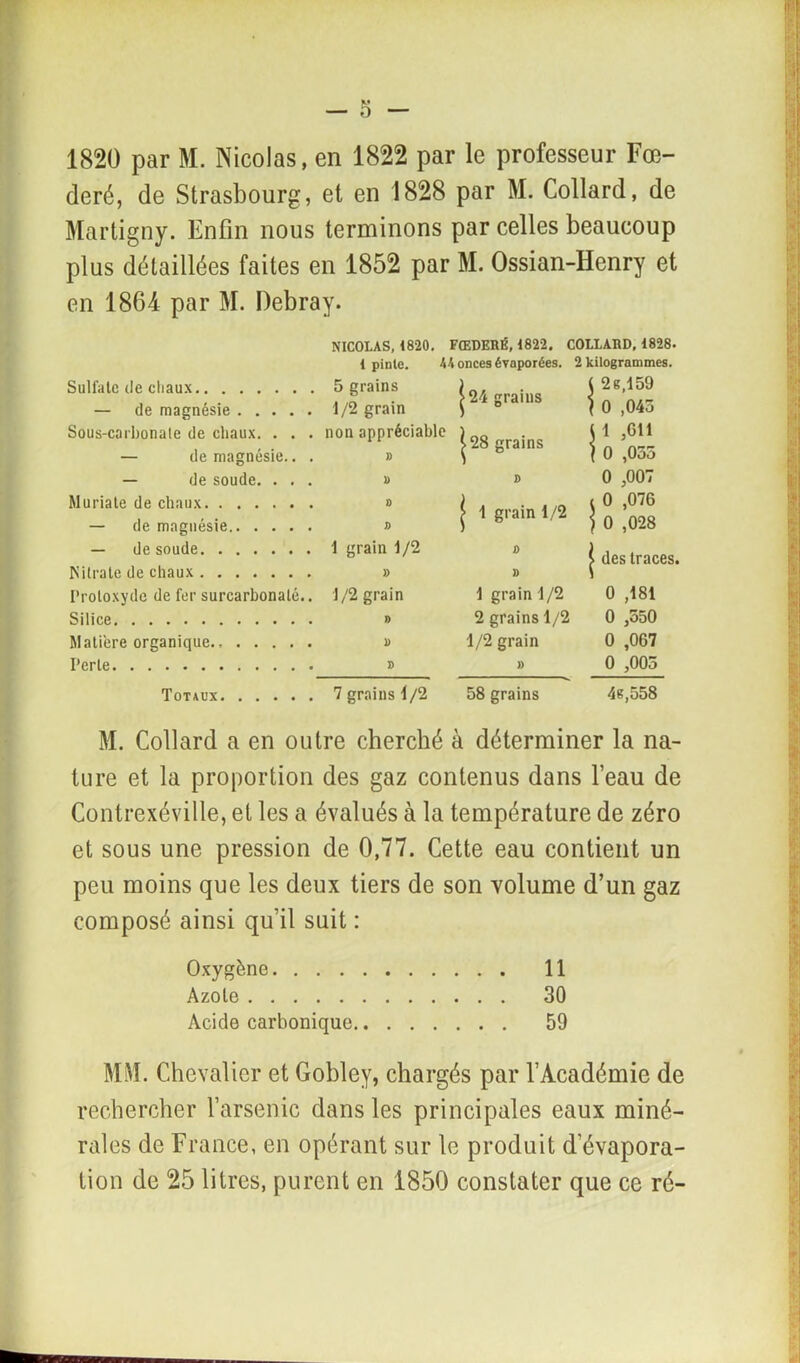 — 5 —
1820 par M. Nicolas, en 1822 par le professeur Fœ-
deré, de Strasbourg, et en 1828 par M. Collard, de
Martigny. Enfin nous terminons par celles beaucoup
plus détaillées faites en 1852 par M. Ossian-Henry et
en 1864 par M. Debray.
NICOLAS, 1820. FŒDERÉ, 1822. COLLARD, 1828.
1 pinte. 44 onces évaporées. 2 kilogrammes.
Sulfate de chaux. . . . . . . . 5 grains } 24 grains { 2g,159
— de magnésie . . . . . 1/2 grain } { 0 ,043
Sous-carbonate de chaux. . . . non appréciable } 28 grains { 1 ,611
— de magnésie. . . » } { 0 ,033
— de soude. . . . » » 0 ,007
Muriate de chaux. . . . . . . » } 1 grain 1/2 { 0 ,076
— de magnésie. . . . . . » } { 0 ,028
— de soude. . . . . . . 1 grain 1/2 » } des traces.
Nitrate de chaux . . . . . . . » » }
Protoxyde de fer surcarbonaté. . 1/2 grain 1 grain 1/2 0 ,181
Silice. . . . . . . . . . . . » 2 grains 1/2 0 ,350
Matière organique. . . . . . . » 1/2 grain 0 ,067
Perte. . . . . . . . . . . . . » » 0 ,003
TOTAUX. . . . . . 7 grains 1/2 58 grains 4g,558
M. Collard a en outre cherché à déterminer la na-
ture et la proportion des gaz contenus dans l'eau de
Contrexéville, et les a évalués à la température de zéro
et sous une pression de 0,77. Cette eau contient un
peu moins que les deux tiers de son volume d'un gaz
composé ainsi qu'il suit :
Oxygène. . . . . . . . . . . 11
Azote . . . . . . . . . . . . 30
Acide carbonique. . . . . . . . 59
MM. Chevalier et Gobley, chargés par l'Académie de
rechercher l'arsenic dans les principales eaux miné-
rales de France, en opérant sur le produit d'évapora-
tion de 25 litres, purent en 1850 constater que ce ré-